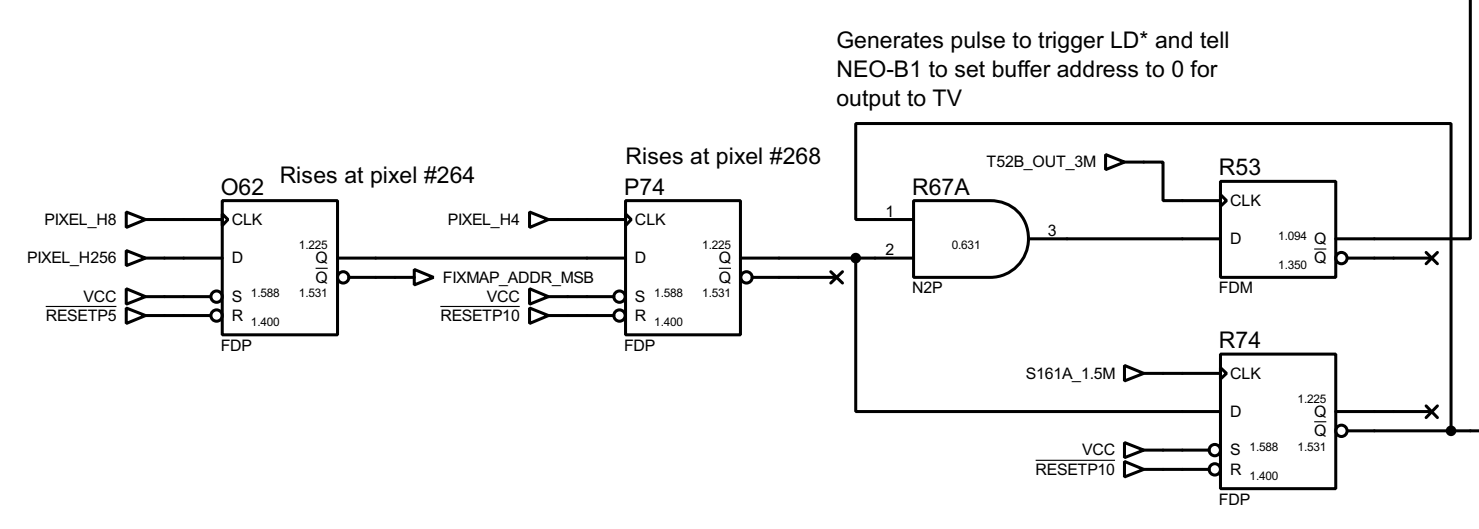 Generates pulse to trigger LD* and tell
NEO-B1 to set buffer address to 0 for
output to TV
Rises at pixel #264
O62
PIXEL_H8
CLK
PIXEL_H256
D
1.225
Q
Q
FIXMAP_ADDR_MSB
VCC
S 1.588 1.531
RESETP5
R 1.400
FDP
Rises at pixel #268
P74
PIXEL_H4
CLK
D
1.225
Q
Q
VCC
S 1.588 1.531
RESETP10
R 1.400
FDP
R67A
1
2
0.631
3
N2P
T52B_OUT_3M
R53
CLK
D
1.094 Q
1.350 Q
FDM
R74
S161A_1.5M
CLK
D
1.225
Q
Q
VCC
S 1.588 1.531
RESETP10
R 1.400
FDP